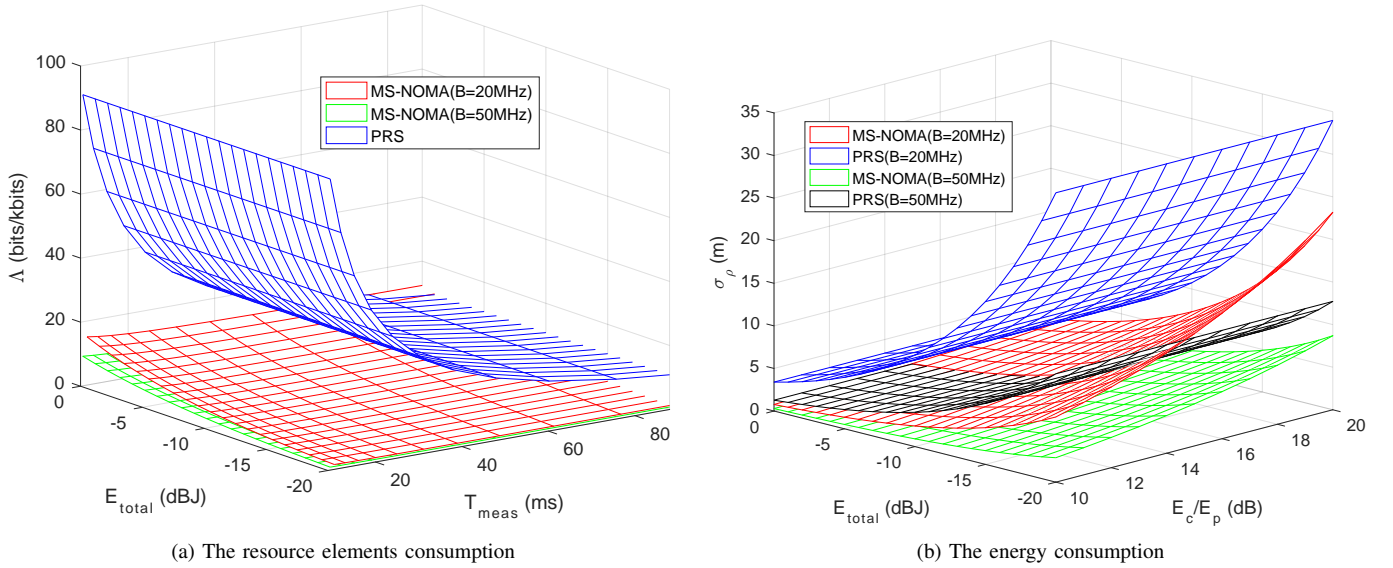 100
80
60
40
20
0
Λ (bits/kbits)
MS-NOMA(B=20MHz)
MS-NOMA(B=50MHz)
PRS
0
-5
-10
-15
-20
E_total (dBJ)
20
40
60
80
T_meas (ms)
(a) The resource elements consumption
35
30
25
20
15
10
5
0
σ_ρ (m)
MS-NOMA(B=20MHz)
PRS(B=20MHz)
MS-NOMA(B=50MHz)
PRS(B=50MHz)
0
-5
-10
-15
-20
E_total (dBJ)
10
12
14
16
18
20
E_c/E_p (dB)
(b) The energy consumption